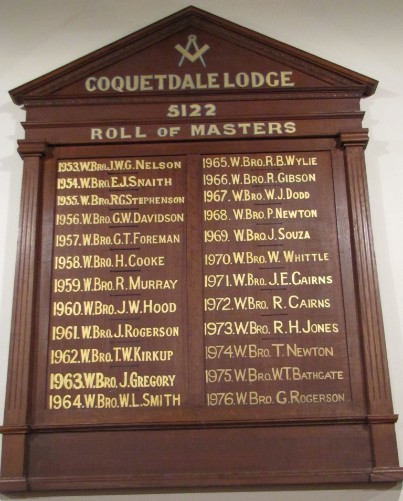 COQUETDALE LODGE
5122
ROLL OF MASTERS
1953.W.BRO.J.W.G.NELSON
1954.W.BRO.E.J.SNAITH
1955.W.BRO.R.G.STEPHENSON
1956.W.BRO.G.W.DAVIDSON
1957.W.BRO.G.T.FOREMAN
1958.W.BRO.H.COOKE
1959.W.BRO.R.MURRAY
1960.W.BRO.J.W.HOOD
1961.W.BRO.J.ROGERSON
1962.W.BRO.T.W.KIRKUP
1963.W.BRO.J.GREGORY
1964.W.BRO.W.L.SMITH
1965.W.BRO.R.B.WYLIE
1966.W.BRO.R.GIBSON
1967.W.BRO.W.J.DODD
1968.W.BRO.P.NEWTON
1969.W.BRO.J.SOUZA
1970.W.BRO.W.WHITTLE
1971.W.BRO.J.E.CAIRNS
1972.W.BRO.R.CAIRNS
1973.W.BRO.R.H.JONES
1974.W.BRO.T.NEWTON
1975.W.BRO.W.T.BATHGATE
1976.W.BRO.G.ROGERSON